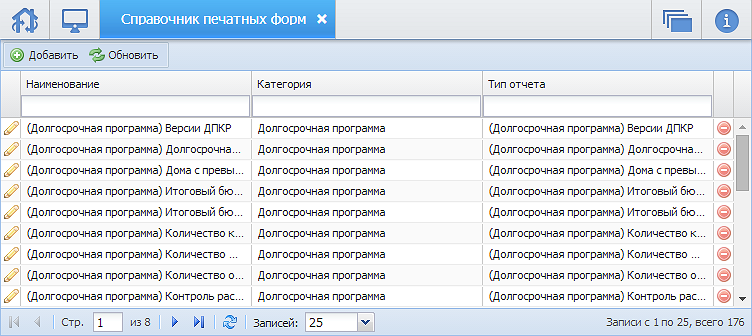 Справочник печатных форм
Добавить Обновить
Наименование Категория Тип отчета
(Долгосрочная программа) Версии ДПКР Долгосрочная программа (Долгосрочная программа) Версии ДПКР
(Долгосрочная программа) Долгосрочна... Долгосрочная программа (Долгосрочная программа) Долгосрочна...
(Долгосрочная программа) Дома с превы... Долгосрочная программа (Долгосрочная программа) Дома с превы...
(Долгосрочная программа) Итоговый бю... Долгосрочная программа (Долгосрочная программа) Итоговый бю...
(Долгосрочная программа) Итоговый бю... Долгосрочная программа (Долгосрочная программа) Итоговый бю...
(Долгосрочная программа) Количество к... Долгосрочная программа (Долгосрочная программа) Количество к...
(Долгосрочная программа) Количество ... Долгосрочная программа (Долгосрочная программа) Количество ...
(Долгосрочная программа) Количество о... Долгосрочная программа (Долгосрочная программа) Количество о...
(Долгосрочная программа) Контроль рас... Долгосрочная программа (Долгосрочная программа) Контроль рас...
Стр. 1 из 8 Записей: 25 Записи с 1 по 25, всего 176